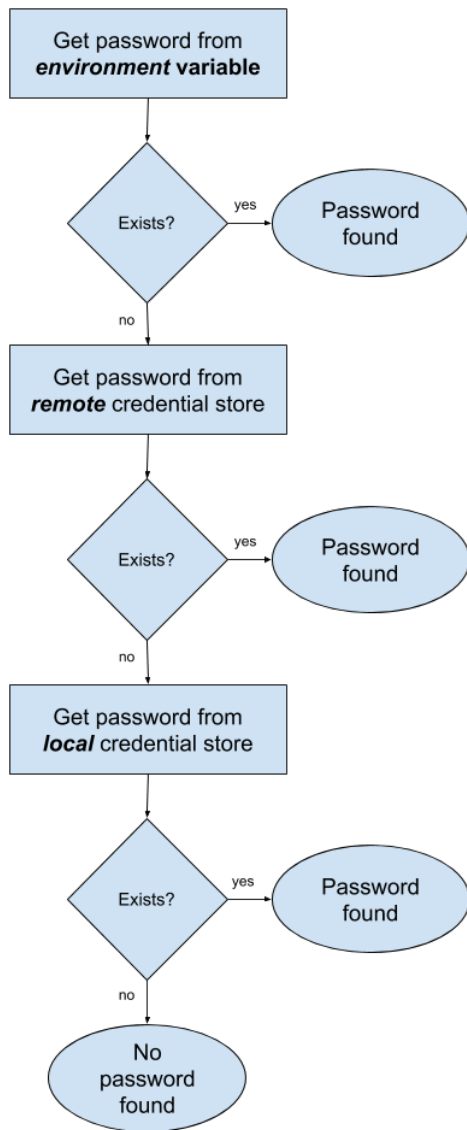 Get password from
environment variable
Exists?
yes
Password
found
no
Get password from
remote credential store
Exists?
yes
Password
found
no
Get password from
local credential store
Exists?
yes
Password
found
no
No
password
found